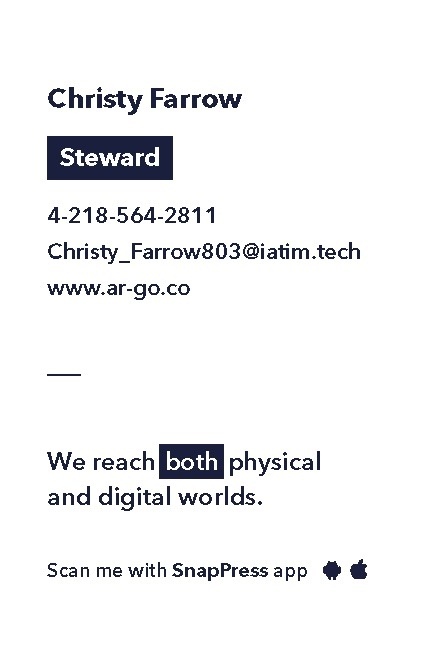 Christy Farrow
Steward
4-218-564-2811
Christy_Farrow803@iatim.tech
www.ar-go.co
We reach both physical
and digital worlds.
Scan me with SnapPress app